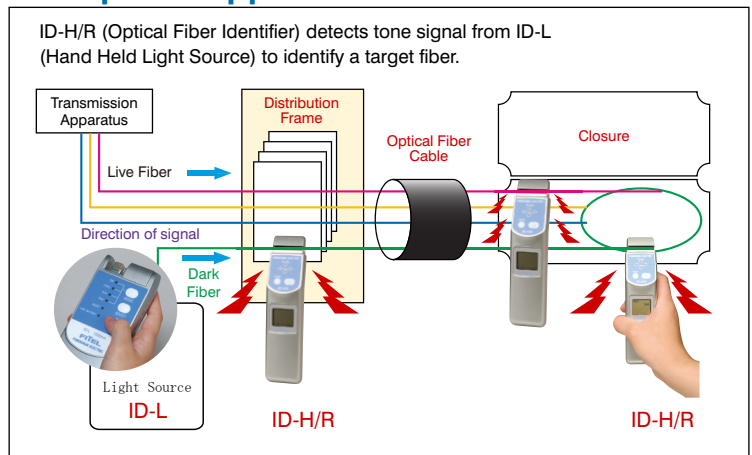 ID-H/R (Optical Fiber Identifier) detects tone signal from ID-L
(Hand Held Light Source) to identify a target fiber.
Transmission
Apparatus
Distribution
Frame
Optical Fiber
Cable
Closure
Live Fiber
Direction of signal
Dark
Fiber
PITEL
Light Source
ID-L
ID-H/R
ID-H/R